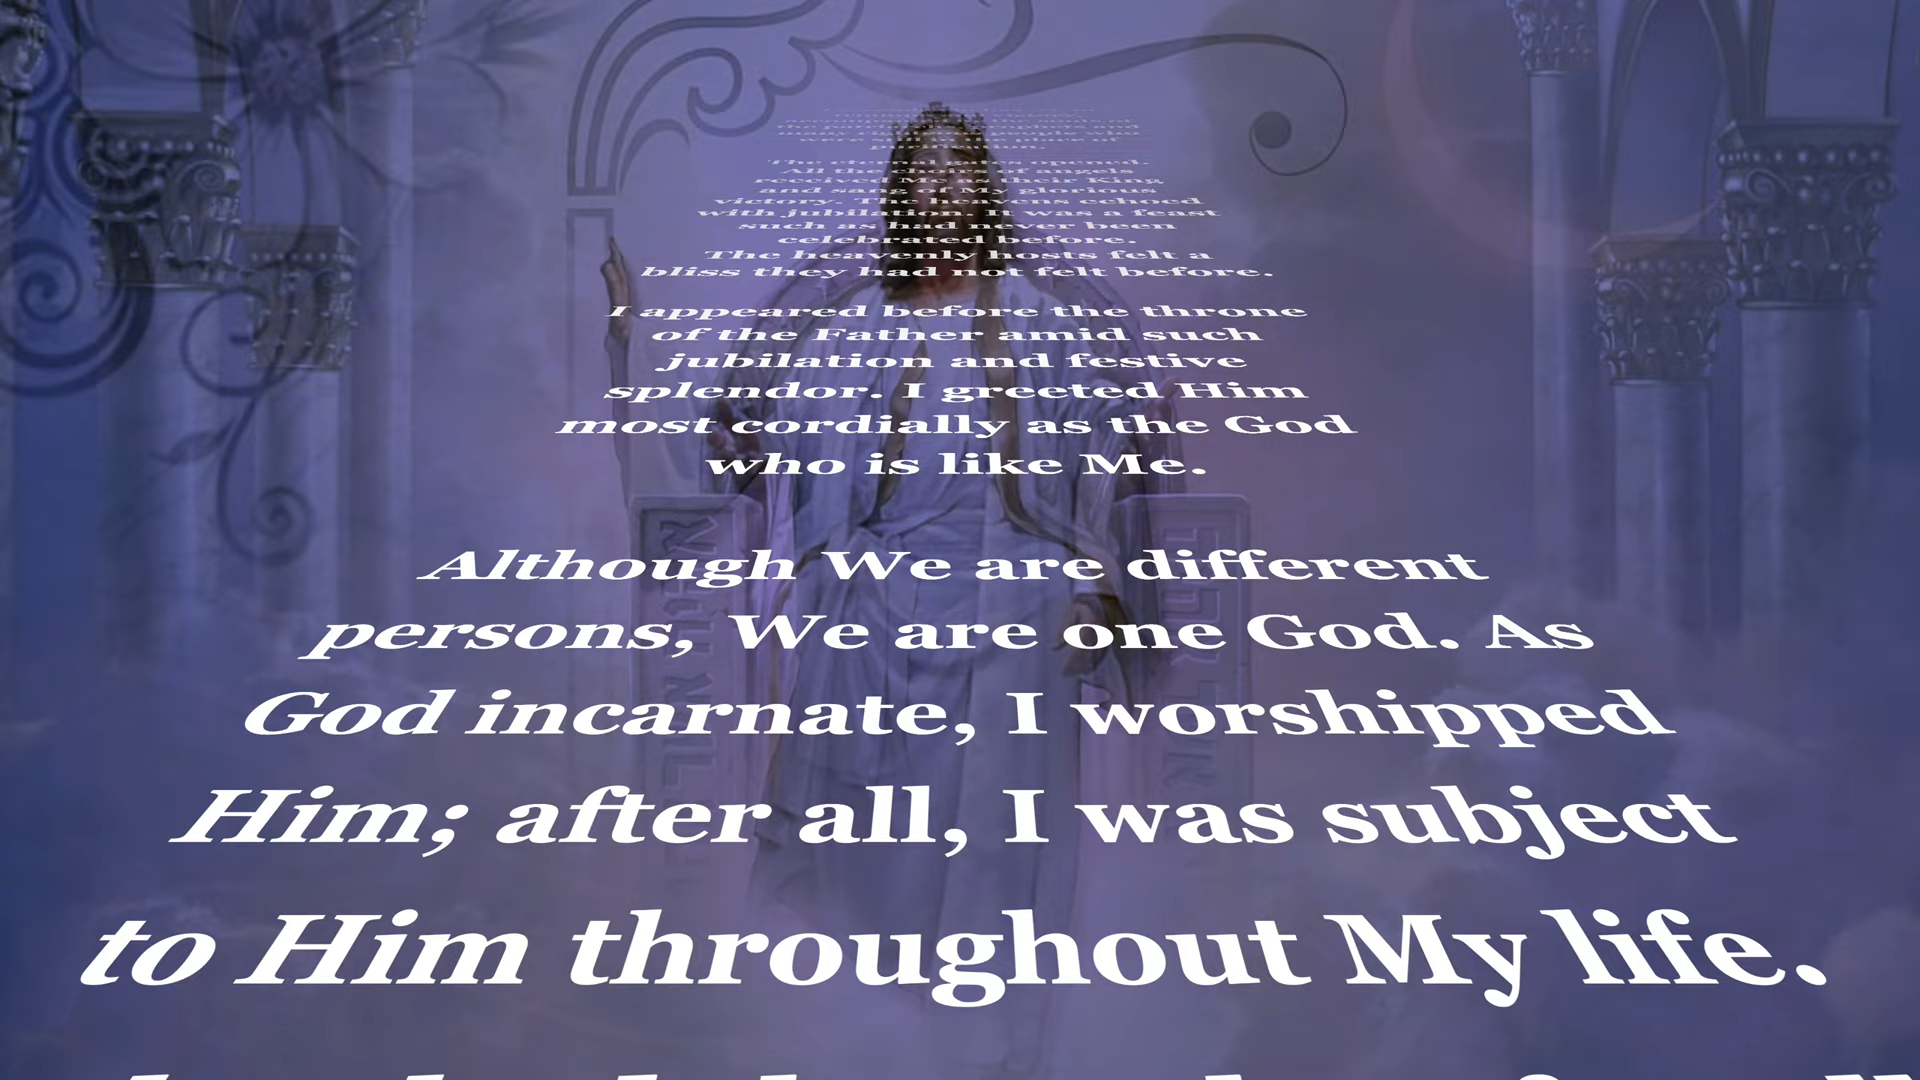 The eternal gates opened.
All the choirs of angels
received Me as their King
and sang of My glorious
victory. The heavens echoed
with jubilation. It was a feast
such as had never been
celebrated before.
The heavenly hosts felt a
bliss they had not felt before.
I appeared before the throne
of the Father amid such
jubilation and festive
splendor. I greeted Him
most cordially as the God
who is like Me.
Although We are different
persons, We are one God. As
God incarnate, I worshipped
Him; after all, I was subject
to Him throughout My life.